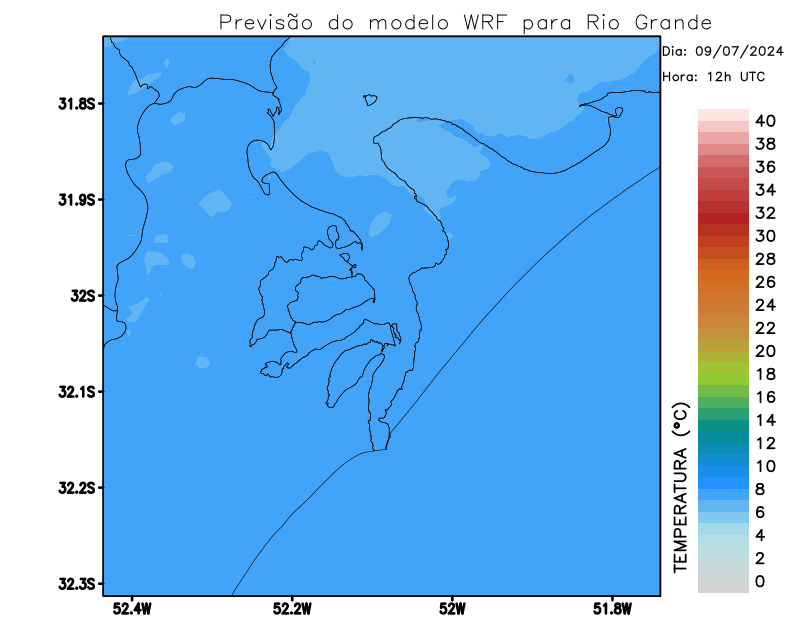 Previsão do modelo WRF para Rio Grande
Dia: 09/07/2024
Hora: 12h UTC
31.8S
31.9S
32S
32.1S
32.2S
32.3S
52.4W
52.2W
52W
51.8W
TEMPERATURA (°C)
40
38
36
34
32
30
28
26
24
22
20
18
16
14
12
10
8
6
4
2
0